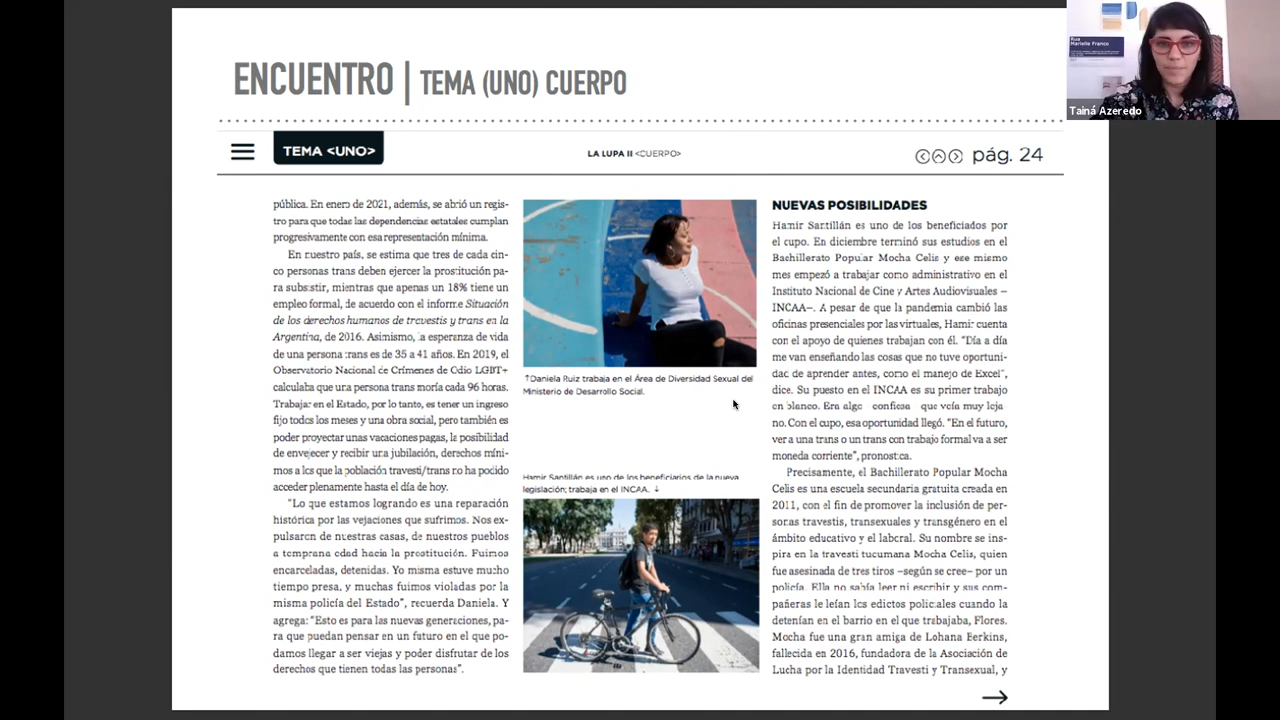 ENCUENTRO | TEMA (UNO) CUERPO
TEMA <UNO>
LA LUPA II <CUERPO>
pág. 24
pública. En enero de 2021, además, se abrió un regis-
tro para que todas las dependencias estatales cumplan
progresivamente con esa representación mínima.
En nuestro país, se estima que tres de cada cin-
co personas trans deben ejercer la prostitución pa-
ra subsistir, mientras que apenas un 18% tiene un
empleo formal, de acuerdo con el informe Situación
de los derechos humanos de travestis y trans en la
Argentina, de 2016. Asimismo, la esperanza de vida
de una persona trans es de 35 a 41 años. En 2019, el
Observatorio Nacional de Crímenes de Odio LGBT+
calculaba que una persona trans moría cada 96 horas.
Trabajar en el Estado, por lo tanto, es tener un ingreso
fijo todos los meses y una obra social, pero también es
poder proyectar unas vacaciones pagas, la posibilidad
de envejecer y recibir una jubilación, derechos míni-
mos a los que la población travesti/trans no ha podido
acceder plenamente hasta el día de hoy.
"Lo que estamos logrando es una reparación
histórica por las vejaciones que sufrimos. Nos ex-
pulsaron de nuestras casas, de nuestros pueblos
a temprana edad hacia la prostitución. Fuimos
encarceladas, detenidas. Yo misma estuve mucho
tiempo presa, y muchas fuimos violadas por la
misma policía del Estado", recuerda Daniela. Y
agrega: "Esto es para las nuevas generaciones, pa-
ra que puedan pensar en un futuro en el que po-
damos llegar a ser viejas y poder disfrutar de los
derechos que tienen todas las personas".
↑Daniela Ruiz trabaja en el Área de Diversidad Sexual del
Ministerio de Desarrollo Social.
Hamir Santillán es uno de los beneficiarios de la nueva
legislación; trabaja en el INCAA. ↓
NUEVAS POSIBILIDADES
Hamir Santillán es uno de los beneficiados por
el cupo. En diciembre terminó sus estudios en el
Bachillerato Popular Mocha Celis y ese mismo
mes empezó a trabajar como administrativo en el
Instituto Nacional de Cine y Artes Audiovisuales –
INCAA–. A pesar de que la pandemia cambió las
oficinas presenciales por las virtuales, Hamir cuenta
con el apoyo de quienes trabajan con él. "Día a día
me van enseñando las cosas que no tuve oportuni-
dad de aprender antes, como el manejo de Excel",
dice. Su puesto en el INCAA es su primer trabajo
en blanco. Era algo –confiesa– que veía muy leja-
no. Con el cupo, esa oportunidad llegó. "En el futuro,
ver a una trans o un trans con trabajo formal va a ser
moneda corriente", pronostica.
Precisamente, el Bachillerato Popular Mocha
Celis es una escuela secundaria gratuita creada en
2011, con el fin de promover la inclusión de per-
sonas travestis, transexuales y transgénero en el
ámbito educativo y el laboral. Su nombre se ins-
pira en la travesti tucumana Mocha Celis, quien
fue asesinada de tres tiros –según se cree– por un
policía. Ella no sabía leer ni escribir y sus com-
pañeras le leían los edictos policiales cuando la
detenían en el barrio en el que trabajaba, Flores.
Mocha fue una gran amiga de Lohana Berkins,
fallecida en 2016, fundadora de la Asociación de
Lucha por la Identidad Travesti y Transexual, y
Rua
Marielle Franco
Tainá Azeredo